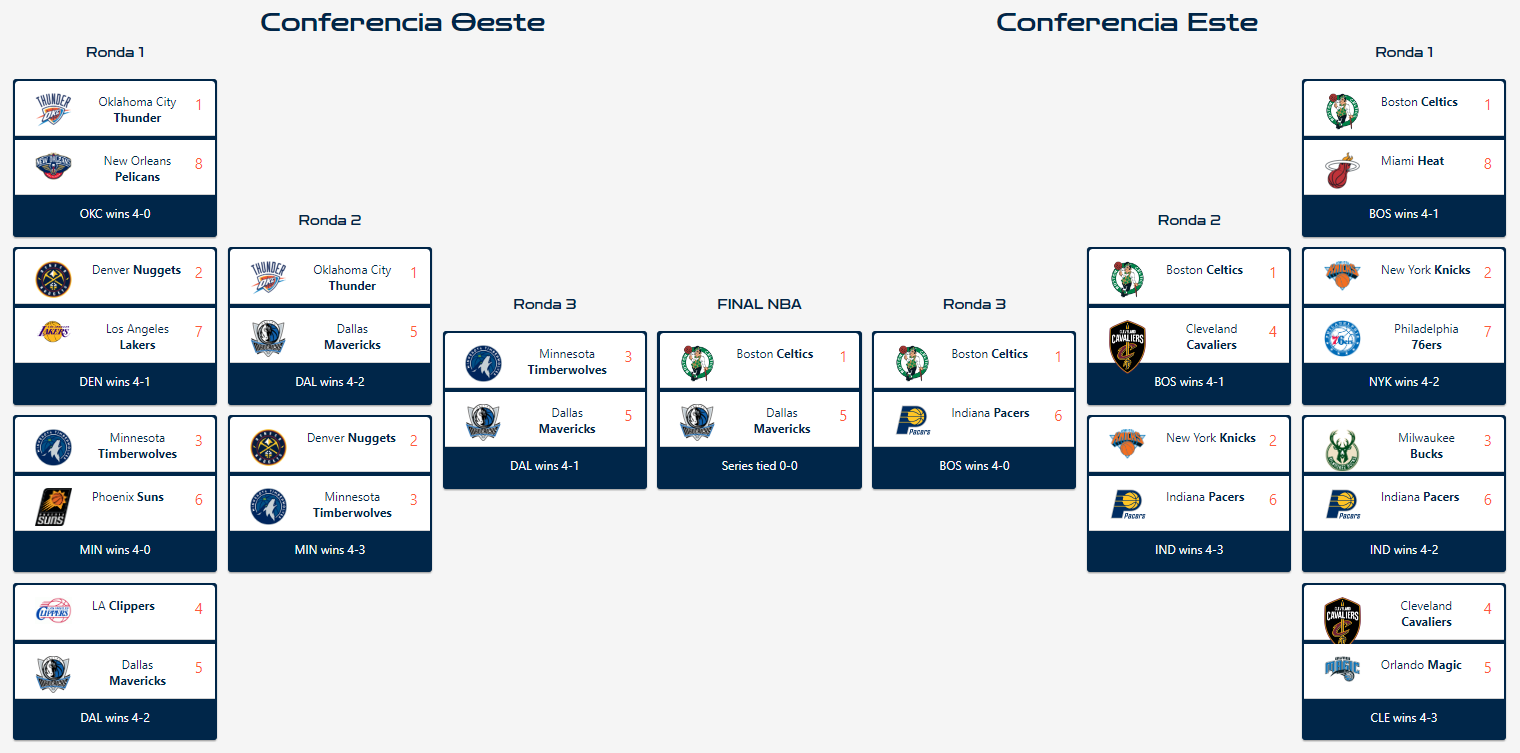 Conferencia Oeste
Conferencia Este
Ronda 1
Oklahoma City
Thunder
1
New Orleans
Pelicans
8
OKC wins 4-0
Denver Nuggets
2
Los Angeles
Lakers
7
DEN wins 4-1
Minnesota
Timberwolves
3
Phoenix Suns
6
MIN wins 4-0
LA Clippers
4
Dallas
Mavericks
5
DAL wins 4-2
Ronda 2
Oklahoma City
Thunder
1
Dallas
Mavericks
5
DAL wins 4-2
Denver Nuggets
2
Minnesota
Timberwolves
3
MIN wins 4-3
Ronda 3
Minnesota
Timberwolves
3
Dallas
Mavericks
5
DAL wins 4-1
FINAL NBA
Boston Celtics
1
Dallas
Mavericks
5
Series tied 0-0
Ronda 3
Boston Celtics
1
Indiana Pacers
6
BOS wins 4-0
Ronda 2
Boston Celtics
1
Cleveland
Cavaliers
4
BOS wins 4-1
New York Knicks
2
Indiana Pacers
6
IND wins 4-3
Ronda 1
Boston Celtics
1
Miami Heat
8
BOS wins 4-1
New York Knicks
2
Philadelphia
76ers
7
NYK wins 4-2
Milwaukee
Bucks
3
Indiana Pacers
6
IND wins 4-2
Cleveland
Cavaliers
4
Orlando Magic
5
CLE wins 4-3